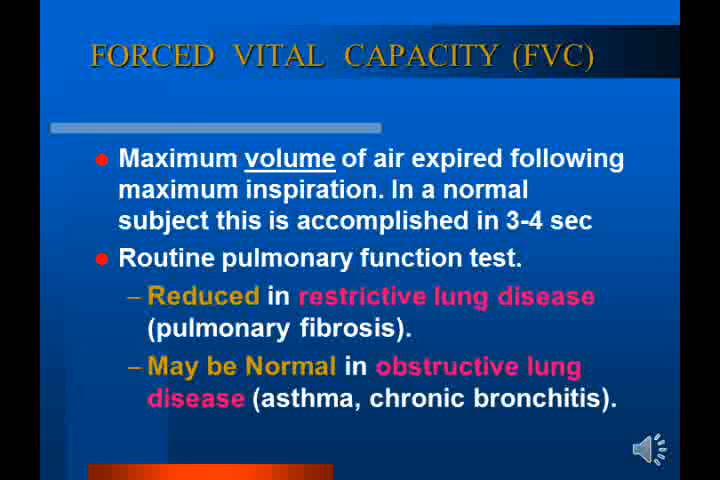 FORCED VITAL CAPACITY (FVC)
Maximum volume of air expired following
maximum inspiration. In a normal
subject this is accomplished in 3-4 sec
Routine pulmonary function test.
– Reduced in restrictive lung disease
(pulmonary fibrosis).
– May be Normal in obstructive lung
disease (asthma, chronic bronchitis).